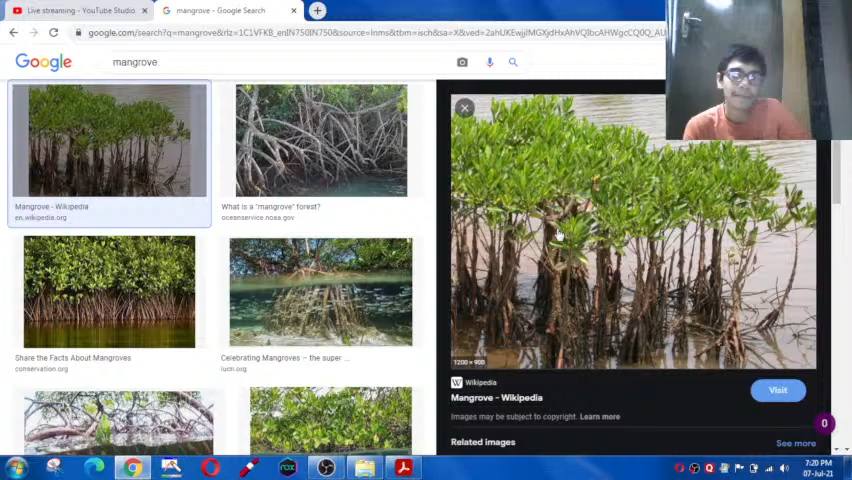 Live streaming - YouTube Studio
mangrove - Google Search
google.com/search?q=mangrove&rlz=1C1VFKB_enIN750IN750&source=lnms&tbm=isch&sa=X&ved=
Google
mangrove
Mangrove - Wikipedia
en.wikipedia.org
What is a "mangrove" forest?
oceanservice.noaa.gov
Share the Facts About Mangroves
conservation.org
Celebrating Mangroves – the super ...
iucn.org
1200 × 900
W Wikipedia
Mangrove - Wikipedia
Visit
Images may be subject to copyright. Learn more
0
Related images
See more
rox
7:20 PM
07-Jul-21